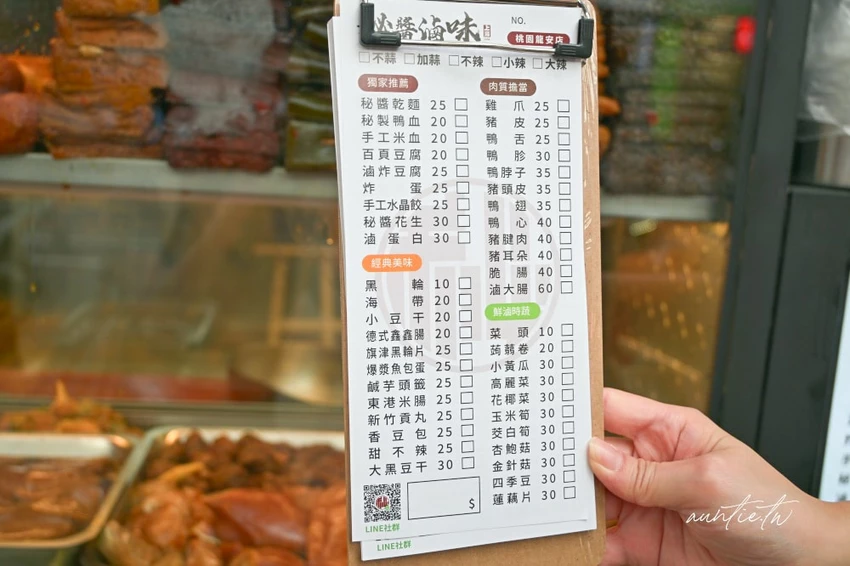 醬滷味
NO.
桃園龍安店
不蒜 加蒜 不辣 小辣 大辣
獨家推薦
秘醬乾麵 25
秘製鴨血 20
手工米血 20
百頁豆腐 20
滷炸豆腐 25
炸蛋 25
手工水晶餃 25
秘醬花生 30
滷蛋白 30
經典美味
黑輪 10
海帶 20
小豆干 20
德式鑫鑫腸 20
旗津黑輪片 25
爆漿魚包蛋 25
鹹芋頭籤 25
東港米腸 25
新竹貢丸 25
香豆包 25
甜不辣 25
大黑豆干 30
$
LINE社群
LINE社群
肉質擔當
雞爪 25
豬皮 25
鴨舌 25
鴨胗 30
鴨脖子 35
豬頭皮 35
鴨翅 35
鴨心 40
豬腱肉 40
豬耳朵 40
脆腸 40
滷大腸 60
鮮滷時蔬
菜頭 10
蒟蒻卷 20
小黃瓜 30
高麗菜 30
花椰菜 30
玉米筍 30
茭白筍 30
杏鮑菇 30
金針菇 30
四季豆 30
蓮藕片 30
auntie.tw